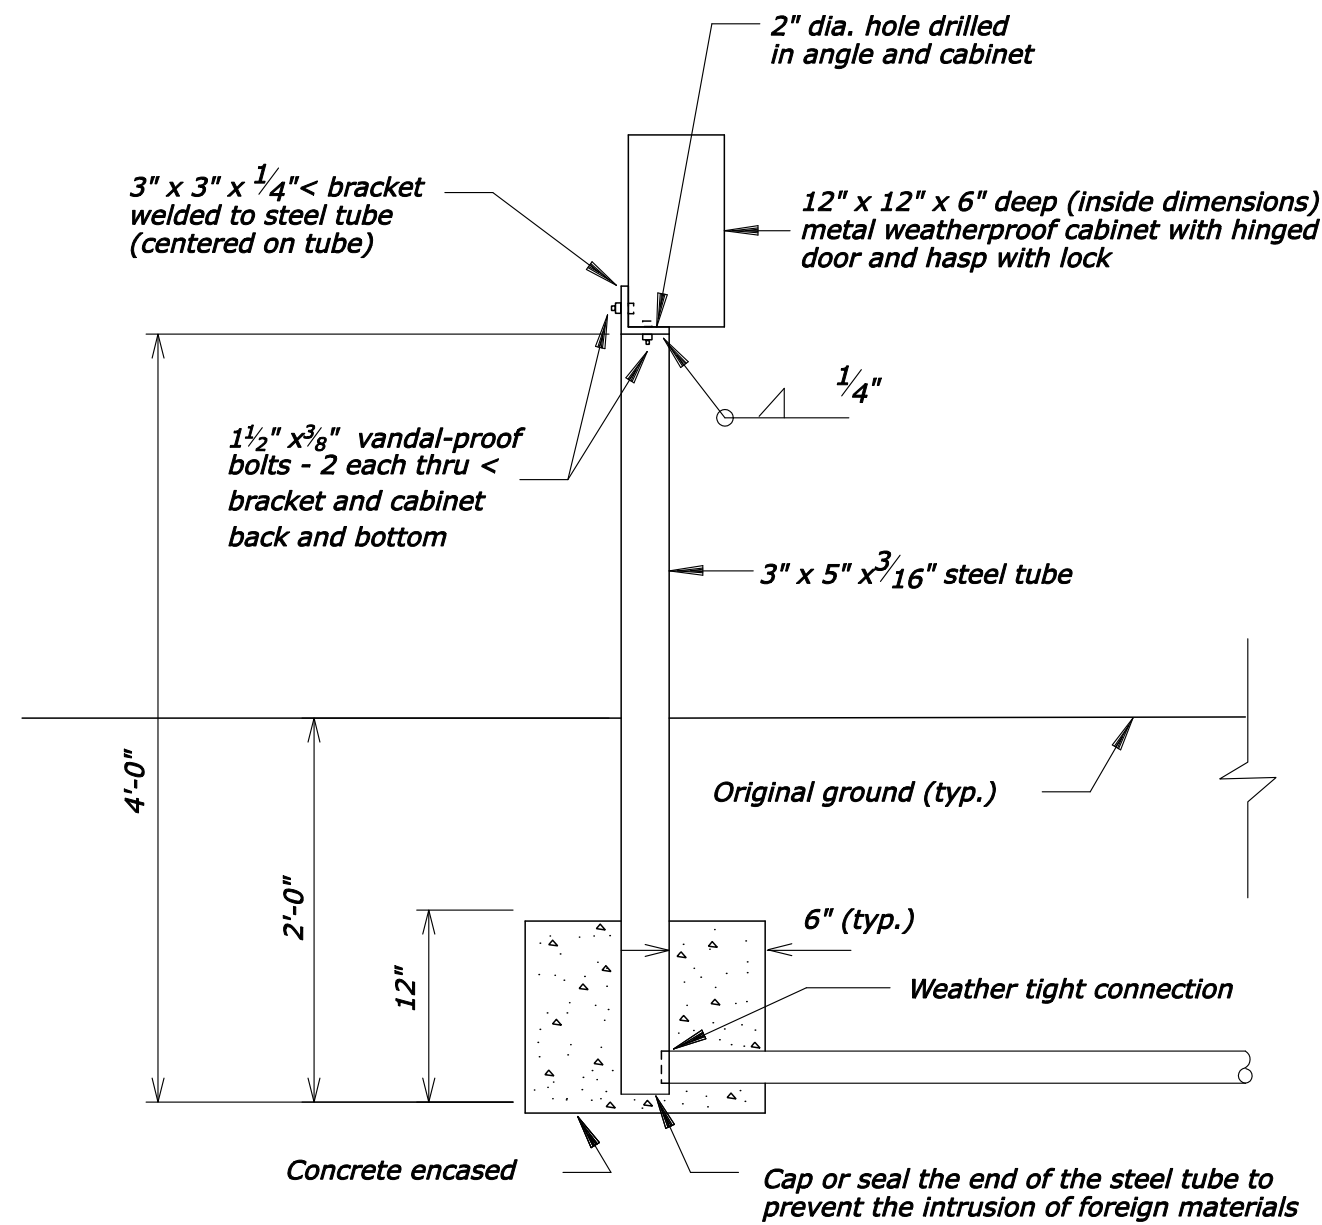 2" dia. hole drilled
in angle and cabinet
3" x 3" x 1/4"< bracket
welded to steel tube
(centered on tube)
12" x 12" x 6" deep (inside dimensions)
metal weatherproof cabinet with hinged
door and hasp with lock
1/4"
1 1/2" x 3/8" vandal-proof
bolts - 2 each thru <
bracket and cabinet
back and bottom
3" x 5" x 3/16" steel tube
4'-0"
Original ground (typ.)
2'-0"
12"
6" (typ.)
Weather tight connection
Concrete encased
Cap or seal the end of the steel tube to
prevent the intrusion of foreign materials